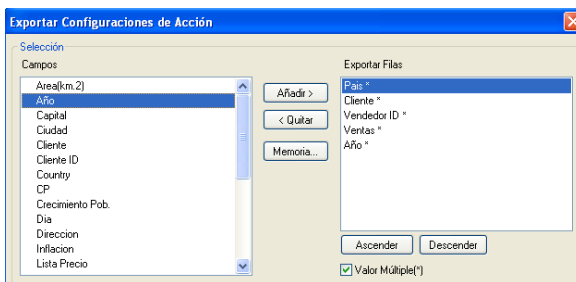 Exportar Configuraciones de Acción
Selección
Campos
Area(km.2)
Año
Capital
Ciudad
Cliente
Cliente ID
Country
CP
Crecimiento Pob.
Dia
Direccion
Inflacion
Lista Precio
Añadir >
< Quitar
Memoria...
Exportar Filas
Pais *
Cliente *
Vendedor ID *
Ventas *
Año *
Ascender
Descender
Valor Múltiple(*)